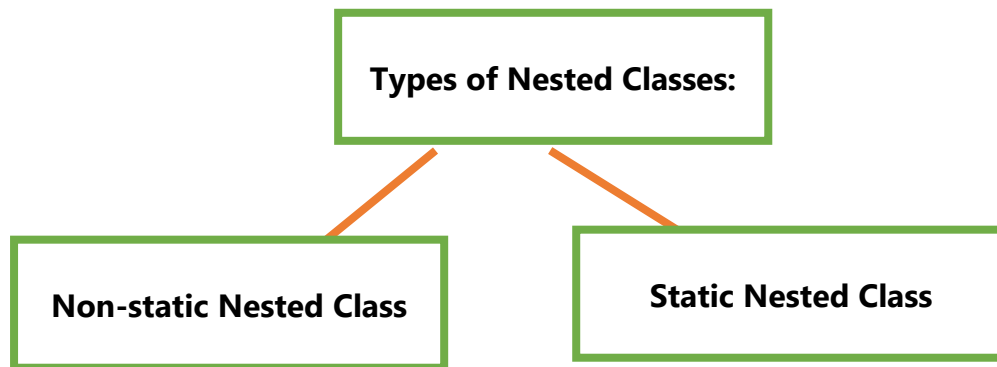 Types of Nested Classes:
Non-static Nested Class
Static Nested Class